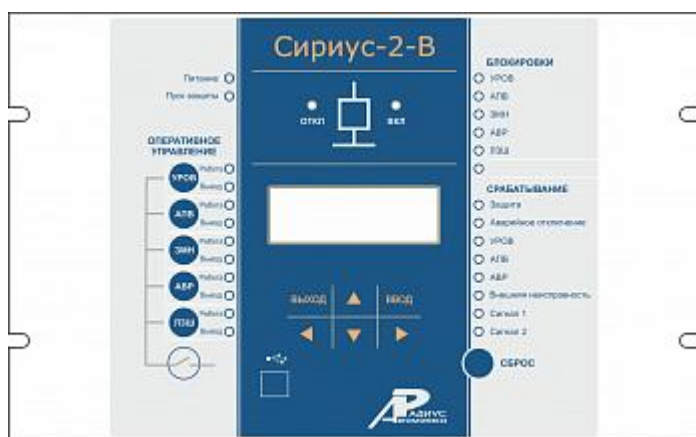 Сириус-2-В
Питание
Пуск защиты
ОТКЛ
ВКЛ
ОПЕРАТИВНОЕ
УПРАВЛЕНИЕ
УРОВ
Работа
Вывод
АПВ
Работа
Вывод
ЗМН
Работа
Вывод
АВР
Работа
Вывод
ЛЗШ
Работа
Вывод
ВЫХОД
ВВОД
РАДИУС
Автоматика
БЛОКИРОВКИ
УРОВ
АПВ
ЗМН
АВР
ЛЗШ
СРАБАТЫВАНИЕ
Защита
Аварийное отключение
УРОВ
АПВ
АВР
Внешняя неисправность
Сигнал 1
Сигнал 2
СБРОС